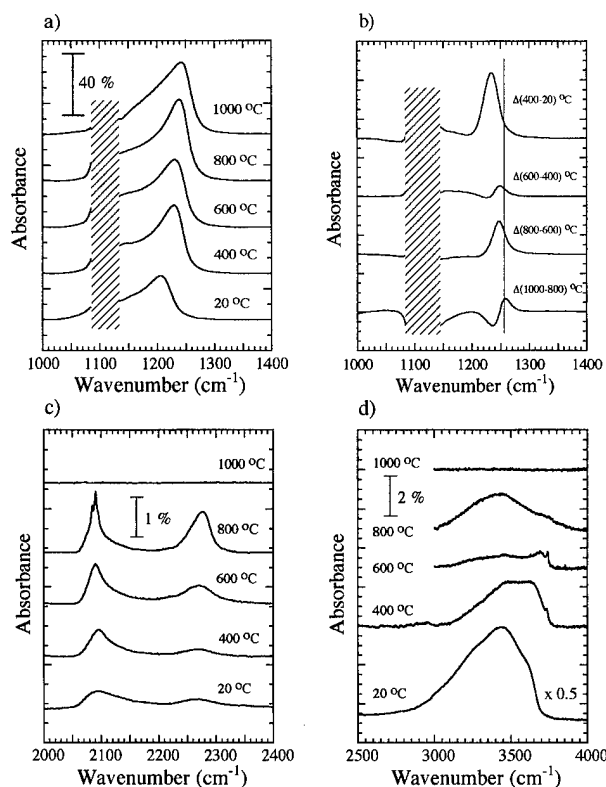 a)
40 %
1000 °C
800 °C
600 °C
400 °C
20 °C
Absorbance
1000 1100 1200 1300 1400
Wavenumber (cm⁻¹)
b)
Δ(400-20) °C
Δ(600-400) °C
Δ(800-600) °C
Δ(1000-800) °C
Absorbance
1000 1100 1200 1300 1400
Wavenumber (cm⁻¹)
c)
1000 °C
1 %
800 °C
600 °C
400 °C
20 °C
Absorbance
2000 2100 2200 2300 2400
Wavenumber (cm⁻¹)
d)
1000 °C
2 %
800 °C
600 °C
400 °C
20 °C
x 0.5
Absorbance
2500 3000 3500 4000
Wavenumber (cm⁻¹)